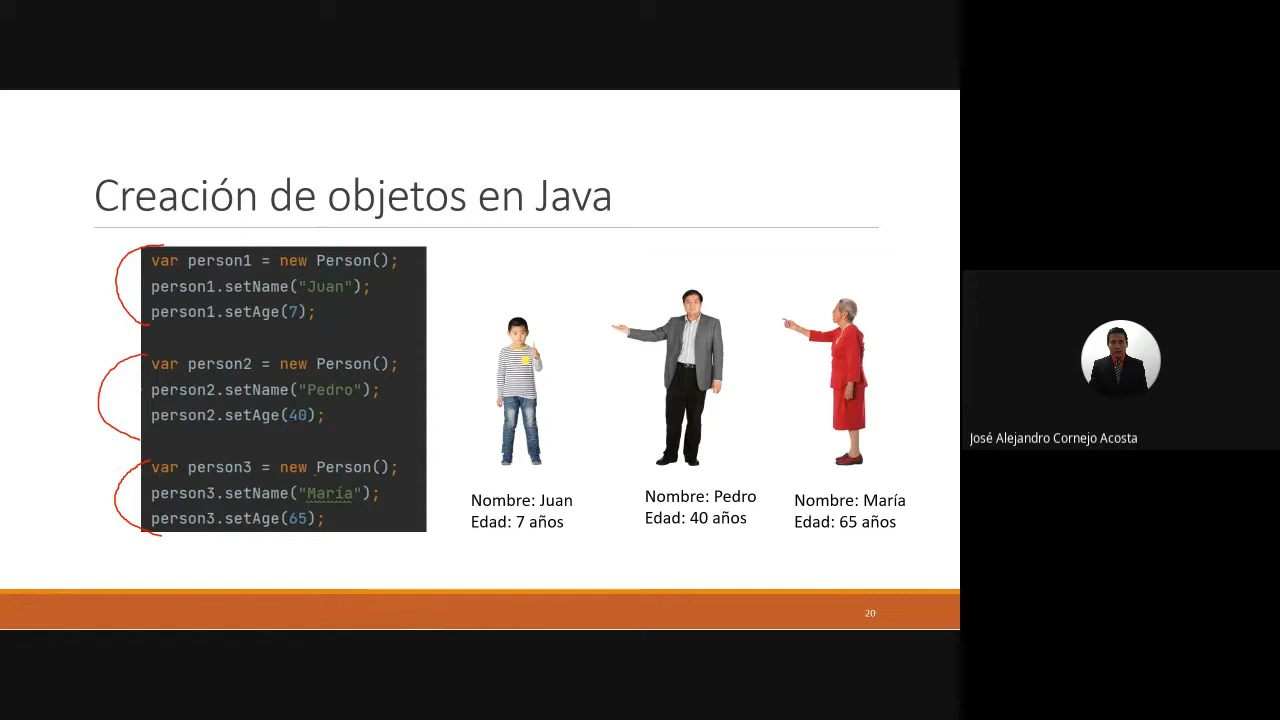 Creación de objetos en Java
var person1 = new Person();
person1.setName("Juan");
person1.setAge(7);
var person2 = new Person();
person2.setName("Pedro");
person2.setAge(40);
var person3 = new Person();
person3.setName("María");
person3.setAge(65);
Nombre: Juan
Edad: 7 años
Nombre: Pedro
Edad: 40 años
Nombre: María
Edad: 65 años
20
José Alejandro Cornejo Acosta